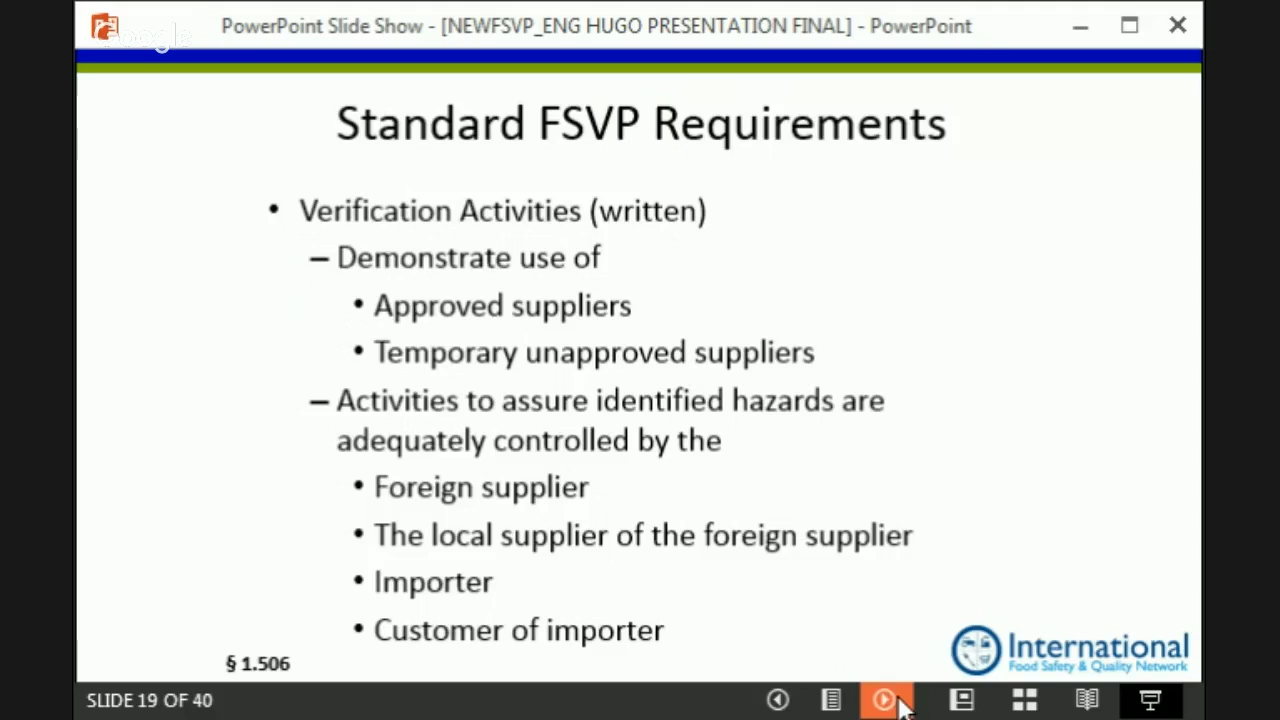 PowerPoint Slide Show - [NEWFSVP_ENG HUGO PRESENTATION FINAL] - PowerPoint
Google
Standard FSVP Requirements
• Verification Activities (written)
– Demonstrate use of
• Approved suppliers
• Temporary unapproved suppliers
– Activities to assure identified hazards are
adequately controlled by the
• Foreign supplier
• The local supplier of the foreign supplier
• Importer
• Customer of importer
§ 1.506
International
Food Safety & Quality Network
SLIDE 19 OF 40